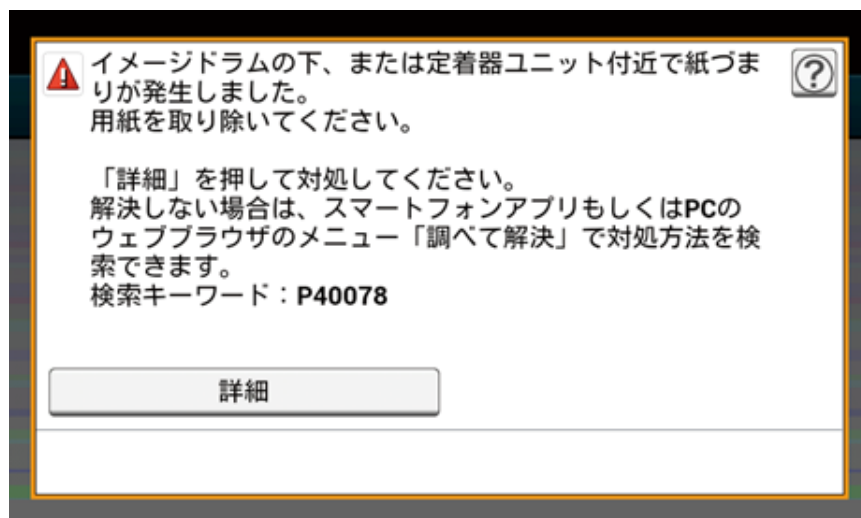 イメージドラムの下、または定着器ユニット付近で紙づま
りが発生しました。
用紙を取り除いてください。
「詳細」を押して対処してください。
解決しない場合は、スマートフォンアプリもしくはPCの
ウェブブラウザのメニュー「調べて解決」で対処方法を検
索できます。
検索キーワード：P40078
詳細
?